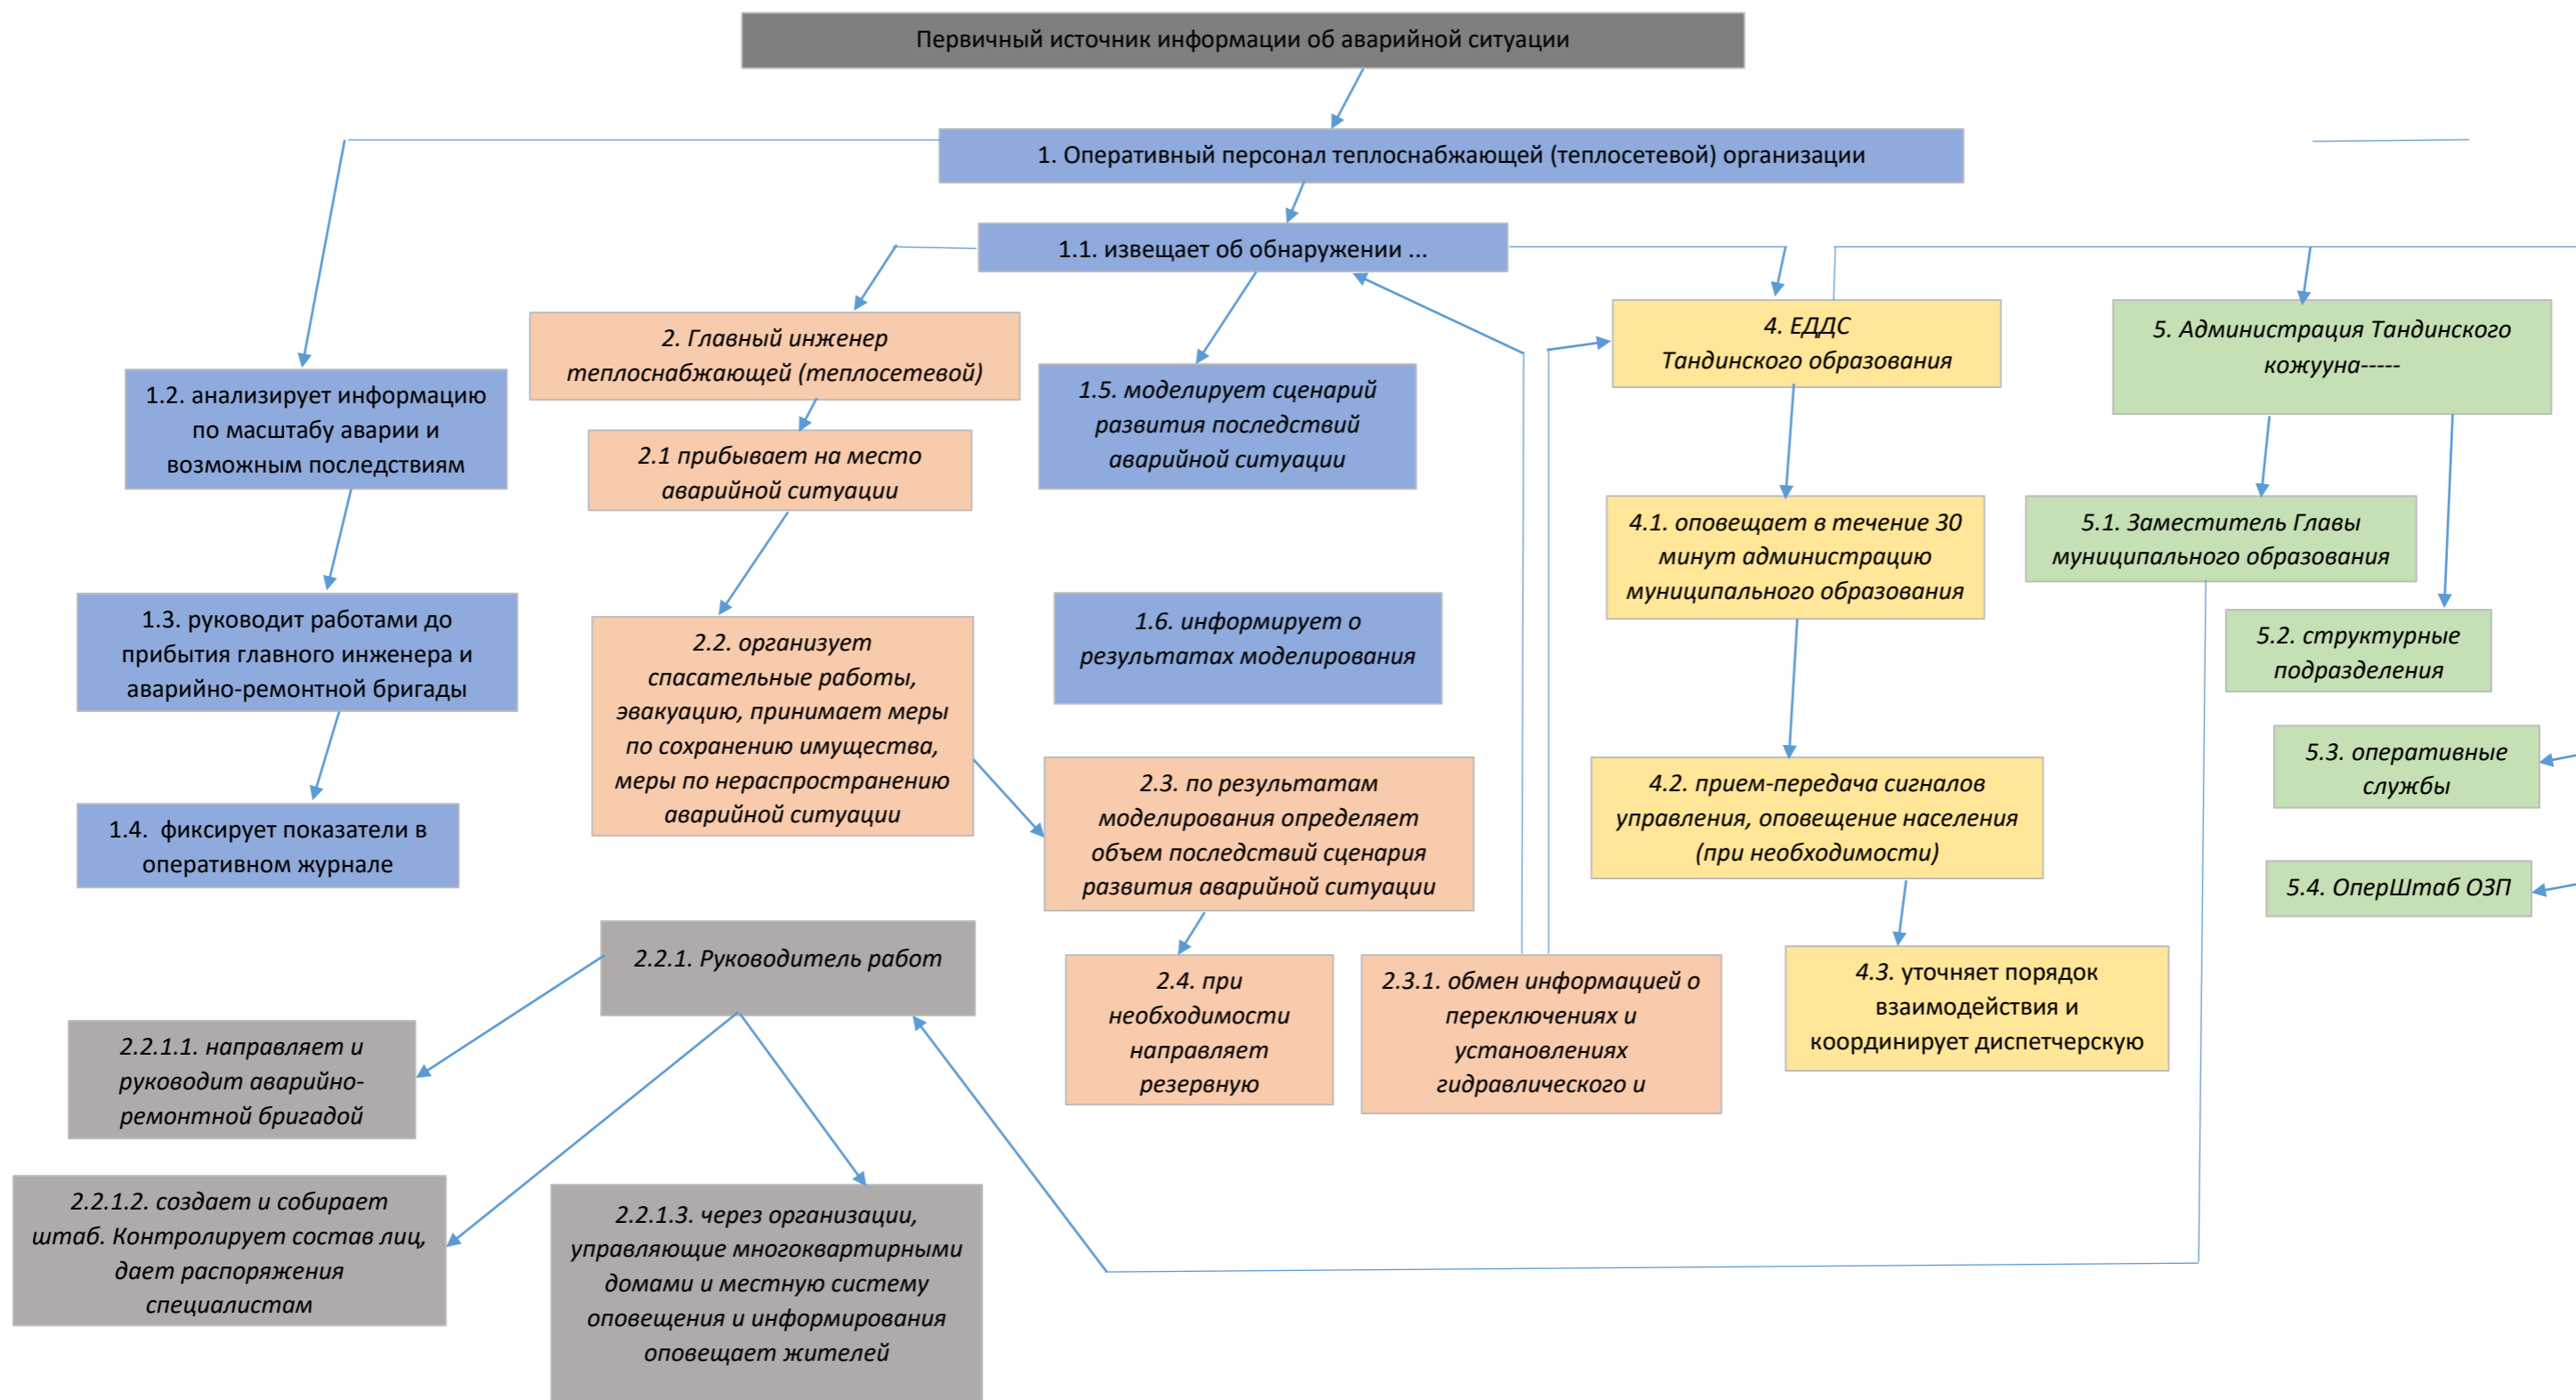 Первичный источник информации об аварийной ситуации
1. Оперативный персонал теплоснабжающей (теплосетевой) организации
1.1. извещает об обнаружении ...
1.2. анализирует информацию
по масштабу аварии и
возможным последствиям
1.3. руководит работами до
прибытия главного инженера и
аварийно-ремонтной бригады
1.4. фиксирует показатели в
оперативном журнале
2. Главный инженер
теплоснабжающей (теплосетевой)
2.1 прибывает на место
аварийной ситуации
2.2. организует
спасательные работы,
эвакуацию, принимает меры
по сохранению имущества,
меры по нераспространению
аварийной ситуации
2.2.1. Руководитель работ
2.2.1.1. направляет и
руководит аварийно-
ремонтной бригадой
2.2.1.2. создает и собирает
штаб. Контролирует состав лиц,
дает распоряжения
специалистам
2.2.1.3. через организации,
управляющие многоквартирными
домами и местную систему
оповещения и информирования
оповещает жителей
1.5. моделирует сценарий
развития последствий
аварийной ситуации
1.6. информирует о
результатах моделирования
2.3. по результатам
моделирования определяет
объем последствий сценария
развития аварийной ситуации
2.4. при
необходимости
направляет
резервную
2.3.1. обмен информацией о
переключениях и
установлениях
гидравлического и
4. ЕДДС
Тандинского образования
4.1. оповещает в течение 30
минут администрацию
муниципального образования
4.2. прием-передача сигналов
управления, оповещение населения
(при необходимости)
4.3. уточняет порядок
взаимодействия и
координирует диспетчерскую
5. Администрация Тандинского
кожууна-----
5.1. Заместитель Главы
муниципального образования
5.2. структурные
подразделения
5.3. оперативные
службы
5.4. ОперШтаб ОЗП